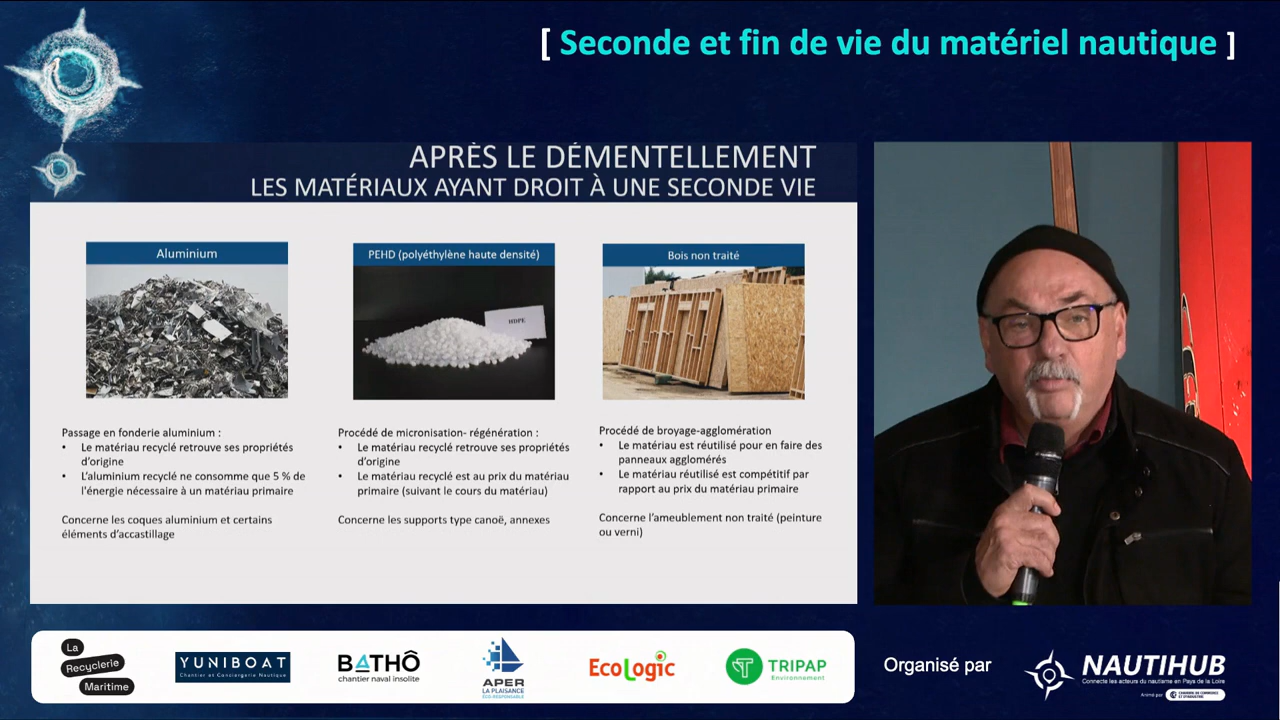 [ Seconde et fin de vie du matériel nautique ]
APRÈS LE DÉMENTELLEMENT
LES MATÉRIAUX AYANT DROIT À UNE SECONDE VIE
Aluminium
Passage en fonderie aluminium :
• Le matériau recyclé retrouve ses propriétés
d'origine
• L'aluminium recyclé ne consomme que 5 % de
l'énergie nécessaire à un matériau primaire
Concerne les coques aluminium et certains
éléments d'accastillage
PEHD (polyéthylène haute densité)
HDPE
Procédé de micronisation- régénération :
• Le matériau recyclé retrouve ses propriétés
d'origine
• Le matériau recyclé est au prix du matériau
primaire (suivant le cours du matériau)
Concerne les supports type canoë, annexes
Bois non traité
Procédé de broyage-agglomération
• Le matériau est réutilisé pour en faire des
panneaux agglomérés
• Le matériau réutilisé est compétitif par
rapport au prix du matériau primaire
Concerne l'ameublement non traité (peinture
ou verni)
La
Recyclerie
Maritime
YUNIBOAT
Chantier et Conciergerie Nautique
BATHÔ
chantier naval insolite
APER
LA PLAISANCE
ÉCO-RESPONSABLE
EcoLogic
TRIPAP
Environnement
Organisé par
NAUTIHUB
Connecte les acteurs du nautisme en Pays de la Loire
Animé par
CHAMBRE DE COMMERCE
ET D'INDUSTRIE